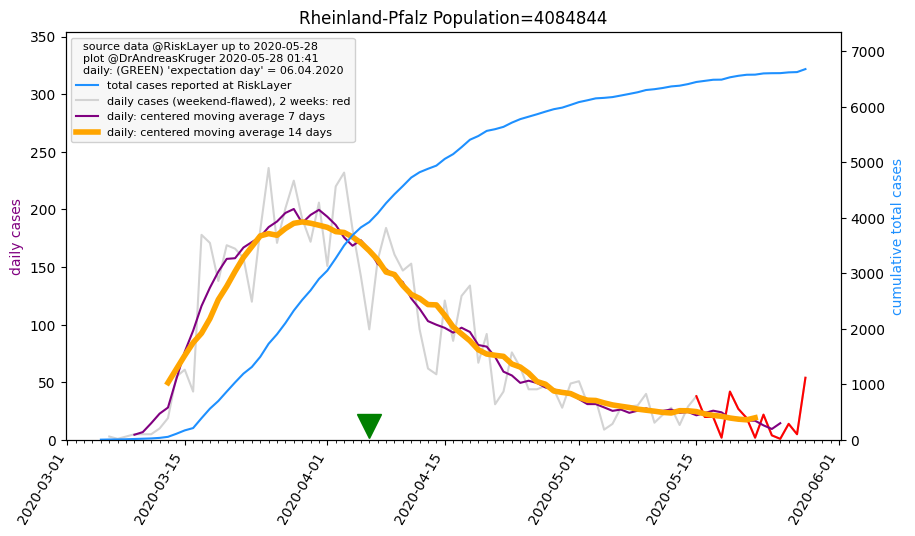 Rheinland-Pfalz Population=4084844
source data @RiskLayer up to 2020-05-28
plot @DrAndreasKruger 2020-05-28 01:41
daily: (GREEN) 'expectation day' = 06.04.2020
total cases reported at RiskLayer
daily cases (weekend-flawed), 2 weeks: red
daily: centered moving average 7 days
daily: centered moving average 14 days
daily cases
350
300
250
200
150
100
50
0
7000
6000
5000
4000
3000
2000
1000
0
cumulative total cases
2020-03-01
2020-03-15
2020-04-01
2020-04-15
2020-05-01
2020-05-15
2020-06-01